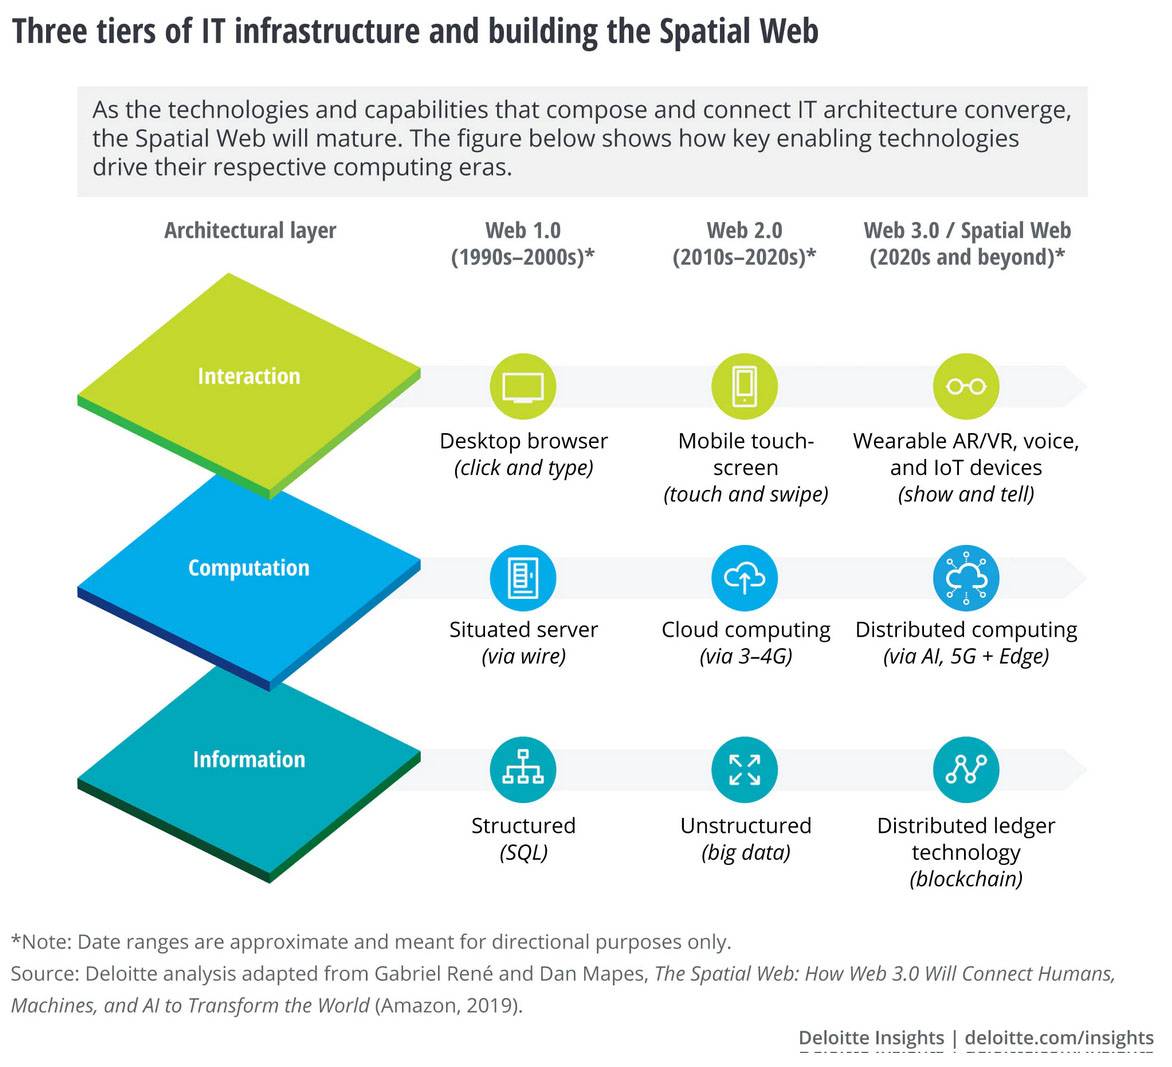 Three tiers of IT infrastructure and building the Spatial Web
As the technologies and capabilities that compose and connect IT architecture converge,
the Spatial Web will mature. The figure below shows how key enabling technologies
drive their respective computing eras.
Architectural layer
Web 1.0
(1990s–2000s)*
Web 2.0
(2010s–2020s)*
Web 3.0 / Spatial Web
(2020s and beyond)*
Interaction
Desktop browser
(click and type)
Mobile touch-
screen
(touch and swipe)
Wearable AR/VR, voice,
and IoT devices
(show and tell)
Computation
Situated server
(via wire)
Cloud computing
(via 3–4G)
Distributed computing
(via AI, 5G + Edge)
Information
Structured
(SQL)
Unstructured
(big data)
Distributed ledger
technology
(blockchain)
*Note: Date ranges are approximate and meant for directional purposes only.
Source: Deloitte analysis adapted from Gabriel René and Dan Mapes, The Spatial Web: How Web 3.0 Will Connect Humans,
Machines, and AI to Transform the World (Amazon, 2019).
Deloitte Insights | deloitte.com/insights